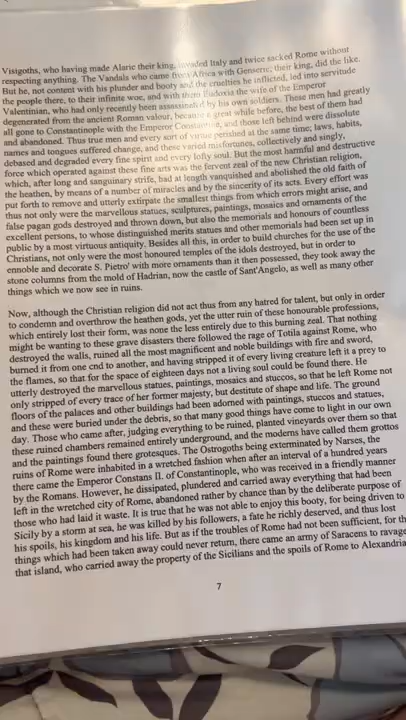 Visigoths, who having made Alaric their king, invaded Italy and twice sacked Rome without
respecting anything. The Vandals who came from Africa with Genseric, their king, did the like.
But he, not content with his plunder and booty and the cruelties he inflicted, led into servitude
the people there, to their infinite woe, and with them Eudoxia the wife of the Emperor
Valentinian, who had only recently been assassinated by his own soldiers. These men had greatly
degenerated from the ancient Roman valour, because a great while before, the best of them had
all gone to Constantinople with the Emperor Constantine, and those left behind were dissolute
and abandoned. Thus true men and every sort of virtue perished at the same time; laws, habits,
names and tongues suffered change, and these varied misfortunes, collectively and singly,
debased and degraded every fine spirit and every lofty soul. But the most harmful and destructive
force which operated against these fine arts was the fervent zeal of the new Christian religion,
which, after long and sanguinary strife, had at length vanquished and abolished the old faith of
the heathen, by means of a number of miracles and by the sincerity of its acts. Every effort was
put forth to remove and utterly extirpate the smallest things from which errors might arise, and
thus not only were the marvellous statues, sculptures, paintings, mosaics and ornaments of the
false pagan gods destroyed and thrown down, but also the memorials and honours of countless
excellent persons, to whose distinguished merits statues and other memorials had been set up in
public by a most virtuous antiquity. Besides all this, in order to build churches for the use of the
Christians, not only were the most honoured temples of the idols destroyed, but in order to
ennoble and decorate S. Pietro' with more ornaments than it then possessed, they took away the
stone columns from the mold of Hadrian, now the castle of Sant'Angelo, as well as many other
things which we now see in ruins.
Now, although the Christian religion did not act thus from any hatred for talent, but only in order
to condemn and overthrow the heathen gods, yet the utter ruin of these honourable professions,
which entirely lost their form, was none the less entirely due to this burning zeal. That nothing
might be wanting to these grave disasters there followed the rage of Totila against Rome, who
destroyed the walls, ruined all the most magnificent and noble buildings with fire and sword,
burned it from one end to another, and having stripped it of every living creature left it a prey to
the flames, so that for the space of eighteen days not a living soul could be found there. He
utterly destroyed the marvellous statues, paintings, mosaics and stuccos, so that he left Rome not
only stripped of every trace of her former majesty, but destitute of shape and life. The ground
floors of the palaces and other buildings had been adorned with paintings, stuccos and statues,
and these were buried under the debris, so that many good things have come to light in our own
day. Those who came after, judging everything to be ruined, planted vineyards over them so that
these ruined chambers remained entirely underground, and the moderns have called them grottos
and the paintings found there grotesques. The Ostrogoths being exterminated by Narses, the
ruins of Rome were inhabited in a wretched fashion when after an interval of a hundred years
there came the Emperor Constans II. of Constantinople, who was received in a friendly manner
by the Romans. However, he dissipated, plundered and carried away everything that had been
left in the wretched city of Rome, abandoned rather by chance than by the deliberate purpose of
those who had laid it waste. It is true that he was not able to enjoy this booty, for being driven to
Sicily by a storm at sea, he was killed by his followers, a fate he richly deserved, and thus lost
his spoils, his kingdom and his life. But as if the troubles of Rome had not been sufficient, for th
things which had been taken away could never return, there came an army of Saracens to ravage
that island, who carried away the property of the Sicilians and the spoils of Rome to Alexandria
7